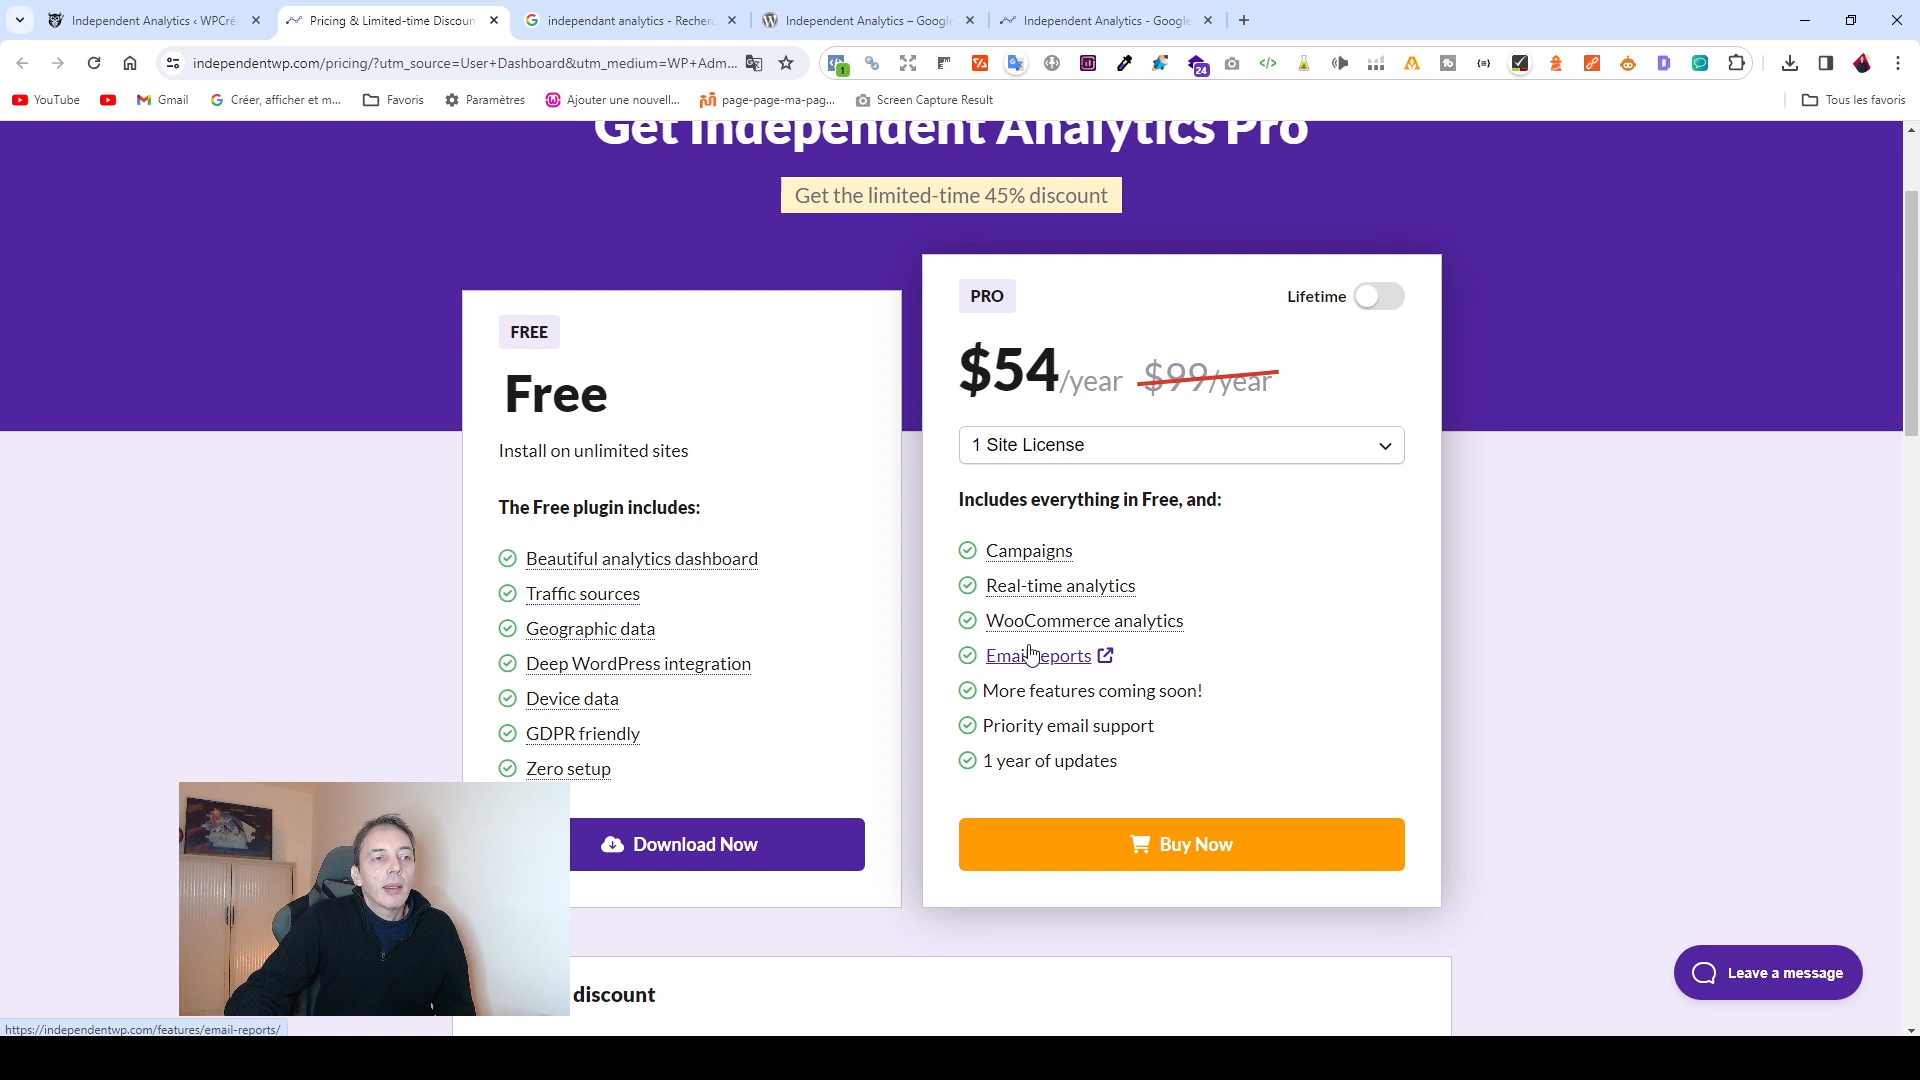 Independent Analytics ‹ WPCré
Pricing & Limited-time Discoun
independant analytics - Recher
Independent Analytics – Google
Independent Analytics - Google
independentwp.com/pricing/?utm_source=User+Dashboard&utm_medium=WP+Adm...
1
24
YouTube
Gmail
Créer, afficher et m...
Favoris
Paramètres
Ajouter une nouvell...
page-page-ma-pag...
Screen Capture Result
Tous les favoris
Get Independent Analytics Pro
Get the limited-time 45% discount
FREE
Free
Install on unlimited sites
The Free plugin includes:
Beautiful analytics dashboard
Traffic sources
Geographic data
Deep WordPress integration
Device data
GDPR friendly
Zero setup
Download Now
PRO
Lifetime
$54/year $99/year
1 Site License
Includes everything in Free, and:
Campaigns
Real-time analytics
WooCommerce analytics
Email reports
More features coming soon!
Priority email support
1 year of updates
Buy Now
discount
Leave a message
https://independentwp.com/features/email-reports/